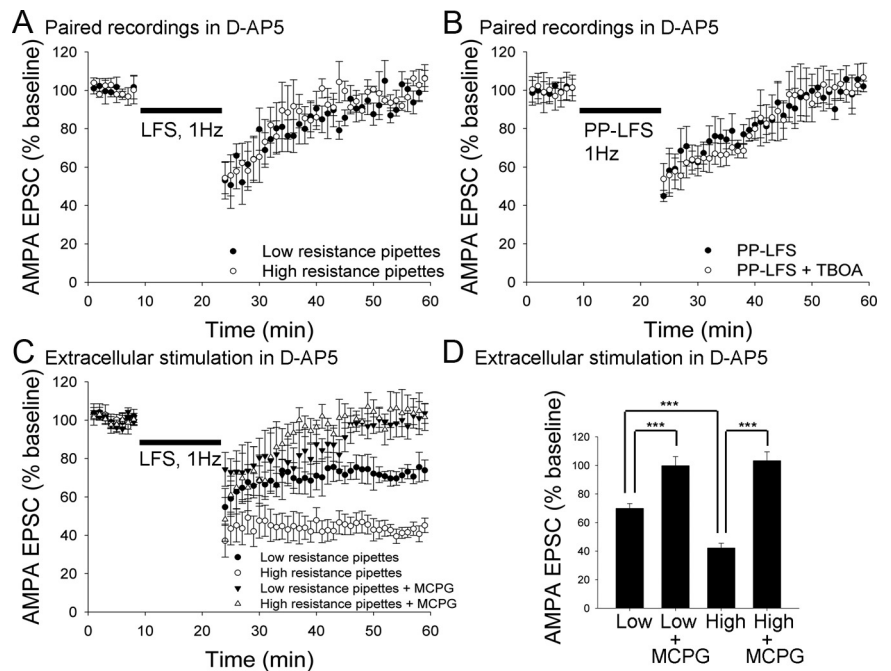 A Paired recordings in D-AP5
AMPA EPSC (% baseline)
120
100
80
60
40
20
0
LFS, 1Hz
Low resistance pipettes
High resistance pipettes
0 10 20 30 40 50 60
Time (min)
B Paired recordings in D-AP5
AMPA EPSC (% baseline)
120
100
80
60
40
20
0
PP-LFS
1Hz
PP-LFS
PP-LFS + TBOA
0 10 20 30 40 50 60
Time (min)
C Extracellular stimulation in D-AP5
AMPA EPSC (% baseline)
120
100
80
60
40
20
0
LFS, 1Hz
Low resistance pipettes
High resistance pipettes
Low resistance pipettes + MCPG
High resistance pipettes + MCPG
0 10 20 30 40 50 60
Time (min)
D Extracellular stimulation in D-AP5
AMPA EPSC (% baseline)
120
100
80
60
40
20
0
***
*** ***
Low Low High High
+ +
MCPG MCPG